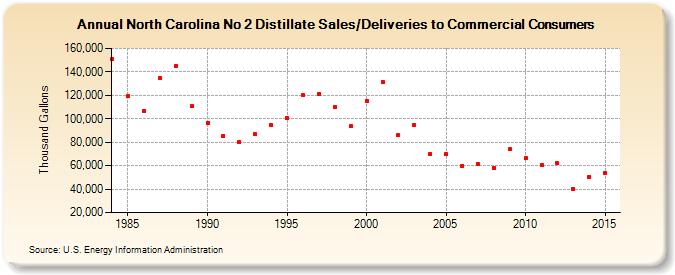 Annual North Carolina No 2 Distillate Sales/Deliveries to Commercial Consumers
Thousand Gallons
160,000
140,000
120,000
100,000
80,000
60,000
40,000
20,000
1985 1990 1995 2000 2005 2010 2015
Source: U.S. Energy Information Administration